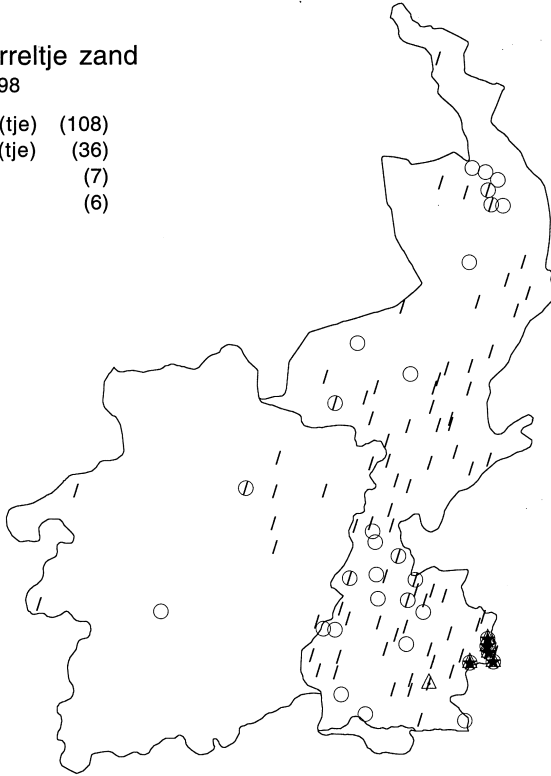 rreltje zand
98
(tje) (108)
(tje) (36)
(7)
(6)